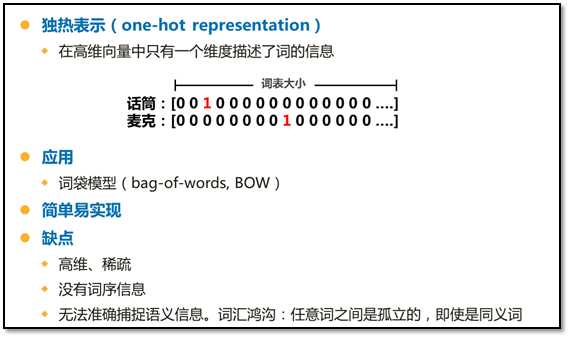 独热表示（one-hot representation）
在高维向量中只有一个维度描述了词的信息
词表大小
话筒：[0 0 1 0 0 0 0 0 0 0 0 0 0 0 0 0 ....]
麦克：[0 0 0 0 0 0 0 0 1 0 0 0 0 0 0 0 ....]
应用
词袋模型（bag-of-words, BOW）
简单易实现
缺点
高维、稀疏
没有词序信息
无法准确捕捉语义信息。词汇鸿沟：任意词之间是孤立的，即使是同义词